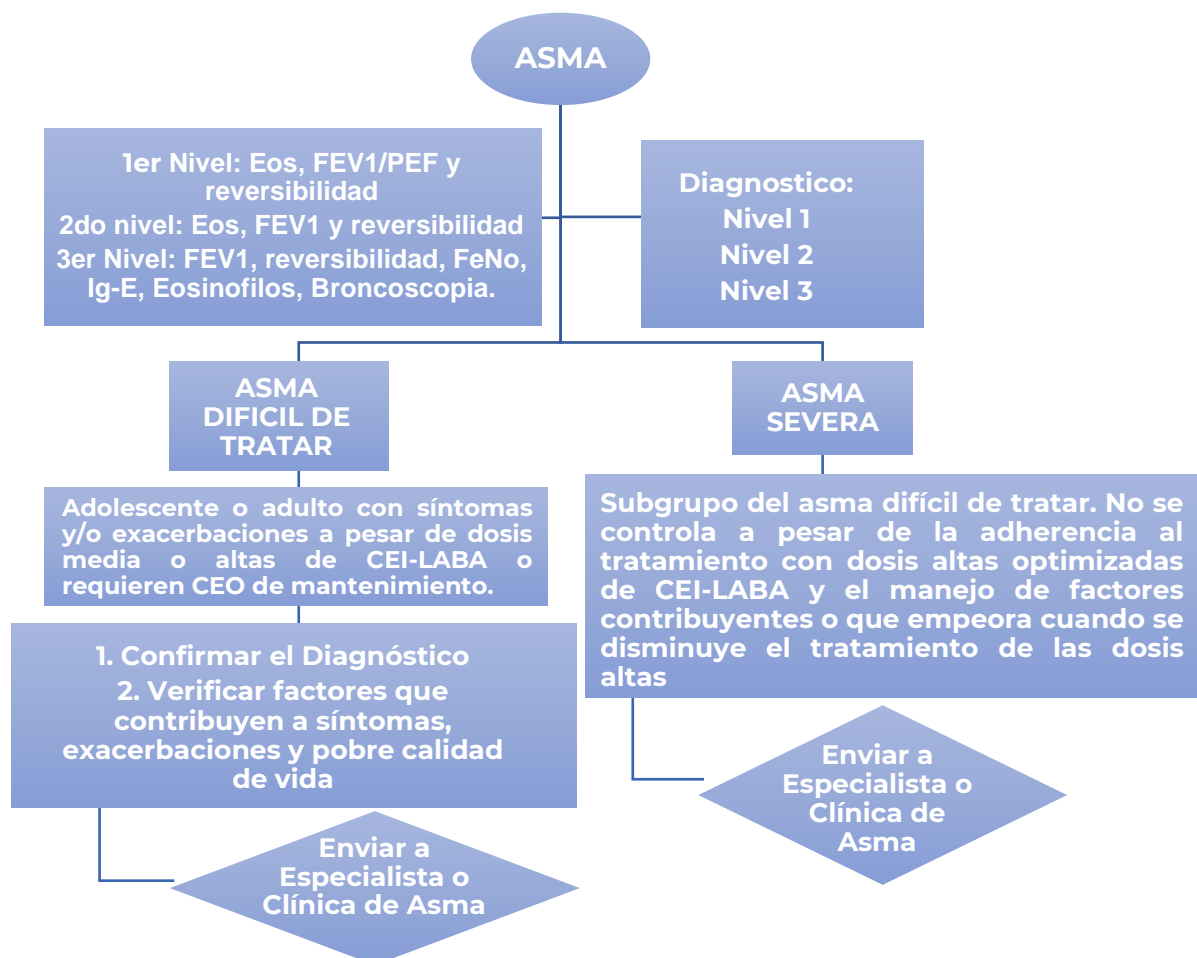 ASMA
1er Nivel: Eos, FEV1/PEF y
reversibilidad
2do nivel: Eos, FEV1 y reversibilidad
3er Nivel: FEV1, reversibilidad, FeNo,
Ig-E, Eosinofilos, Broncoscopia.
Diagnostico:
Nivel 1
Nivel 2
Nivel 3
ASMA
DIFICIL DE
TRATAR
ASMA
SEVERA
Adolescente o adulto con síntomas
y/o exacerbaciones a pesar de dosis
media o altas de CEI-LABA o
requieren CEO de mantenimiento.
Subgrupo del asma difícil de tratar. No se
controla a pesar de la adherencia al
tratamiento con dosis altas optimizadas
de CEI-LABA y el manejo de factores
contribuyentes o que empeora cuando se
disminuye el tratamiento de las dosis
altas
1. Confirmar el Diagnóstico
2. Verificar factores que
contribuyen a síntomas,
exacerbaciones y pobre calidad
de vida
Enviar a
Especialista o
Clínica de
Asma
Enviar a
Especialista o
Clínica de Asma